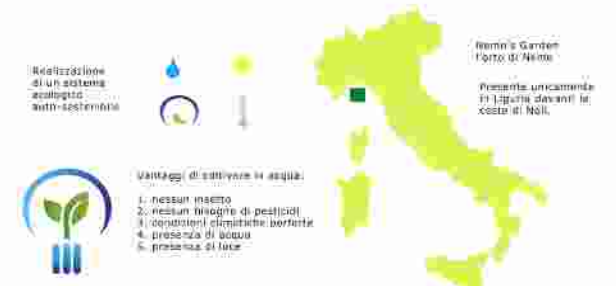 Realizzazione
di un sistema
ecologico
auto-sostenibile
Nemo's Garden
l'orto di Nemo
Presente unicamente
in Liguria davanti le
coste di Noli.
Vantaggi di coltivare in acqua:
1. nessun insetto
2. nessun bisogno di pesticidi
3. condizioni climatiche perfette
4. presenza di acqua
5. presenza di luce